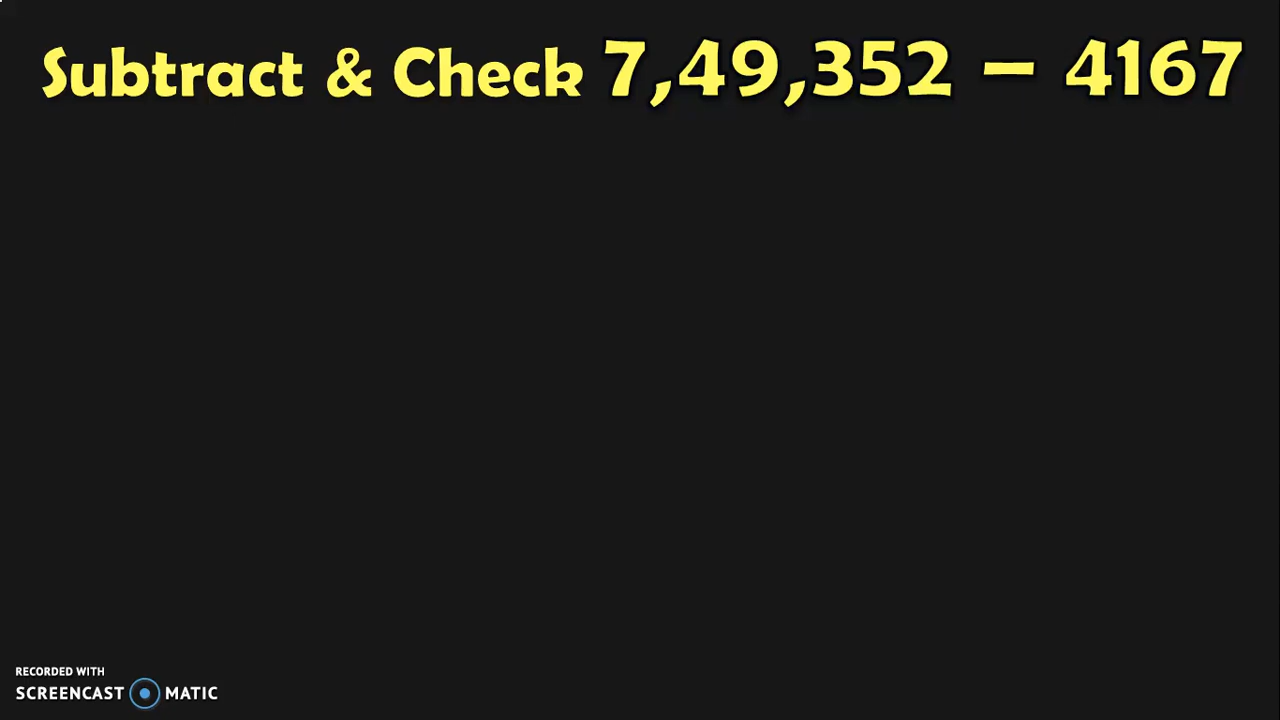 Subtract & Check 7,49,352 – 4167
RECORDED WITH
SCREENCAST MATIC